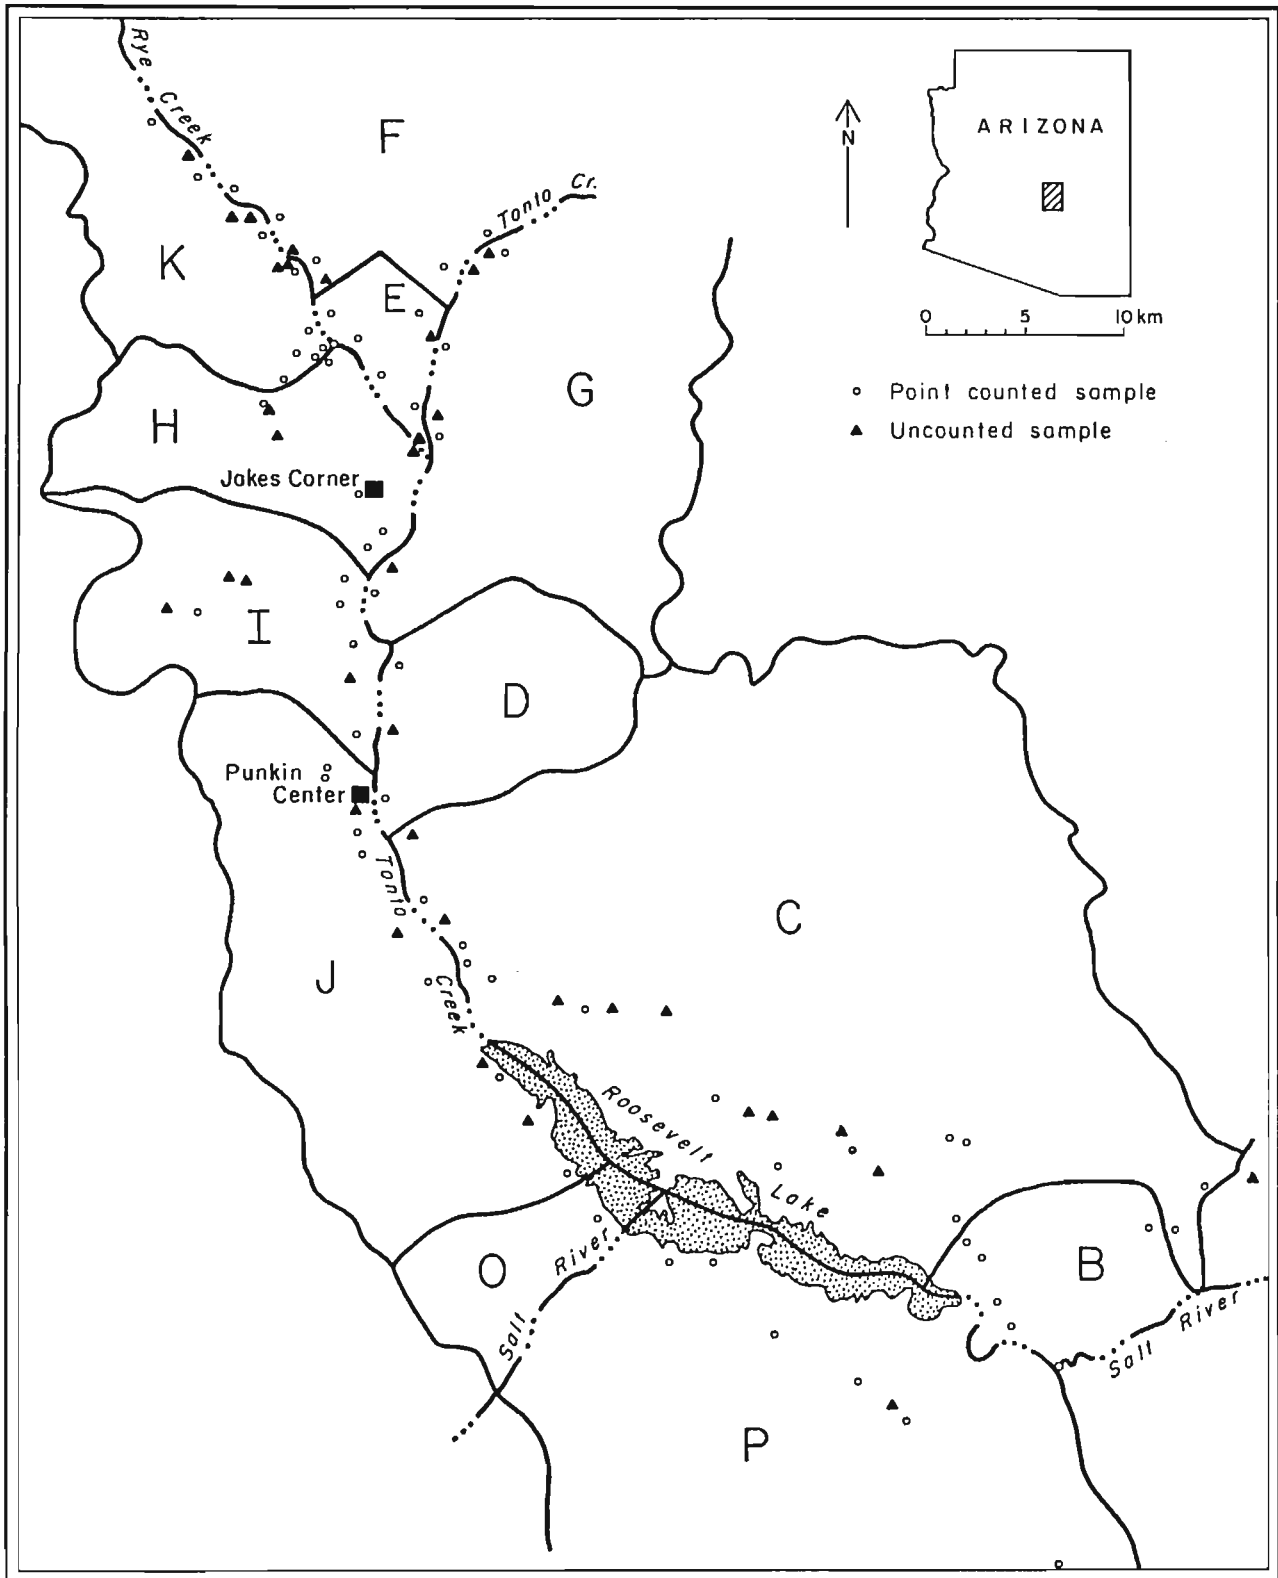 Rye
Creek
F
Tonto Cr.
N
ARIZONA
K
E
0 5 10 km
G
Point counted sample
Uncounted sample
H
Jakes Corner
I
D
Punkin
Center
Tonto
Creek
C
J
Roosevelt
Lake
O
Salt
River
B
Salt
River
P